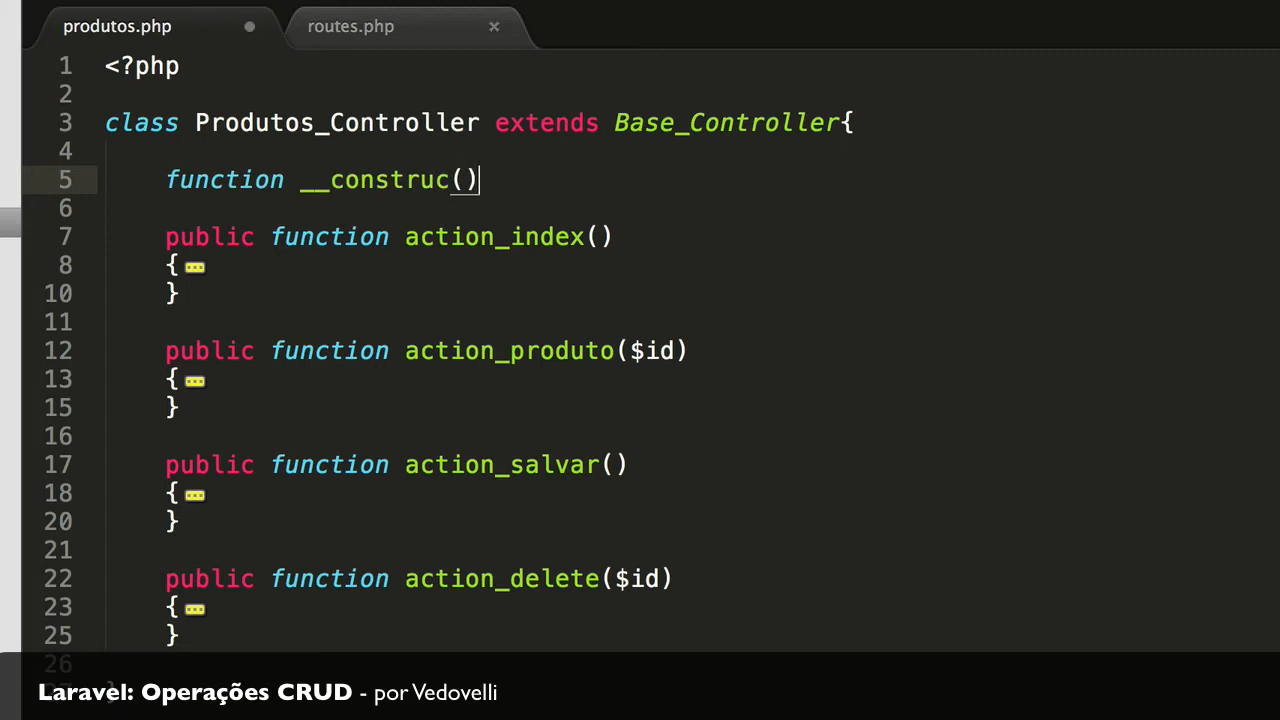 produtos.php
routes.php ×
1 <?php
2
3 class Produtos_Controller extends Base_Controller{
4
5 function __construc()
6
7 public function action_index()
8 {
10 }
11
12 public function action_produto($id)
13 {
15 }
16
17 public function action_salvar()
18 {
20 }
21
22 public function action_delete($id)
23 {
25 }
26
27 }
Laravel: Operações CRUD - por Vedovelli